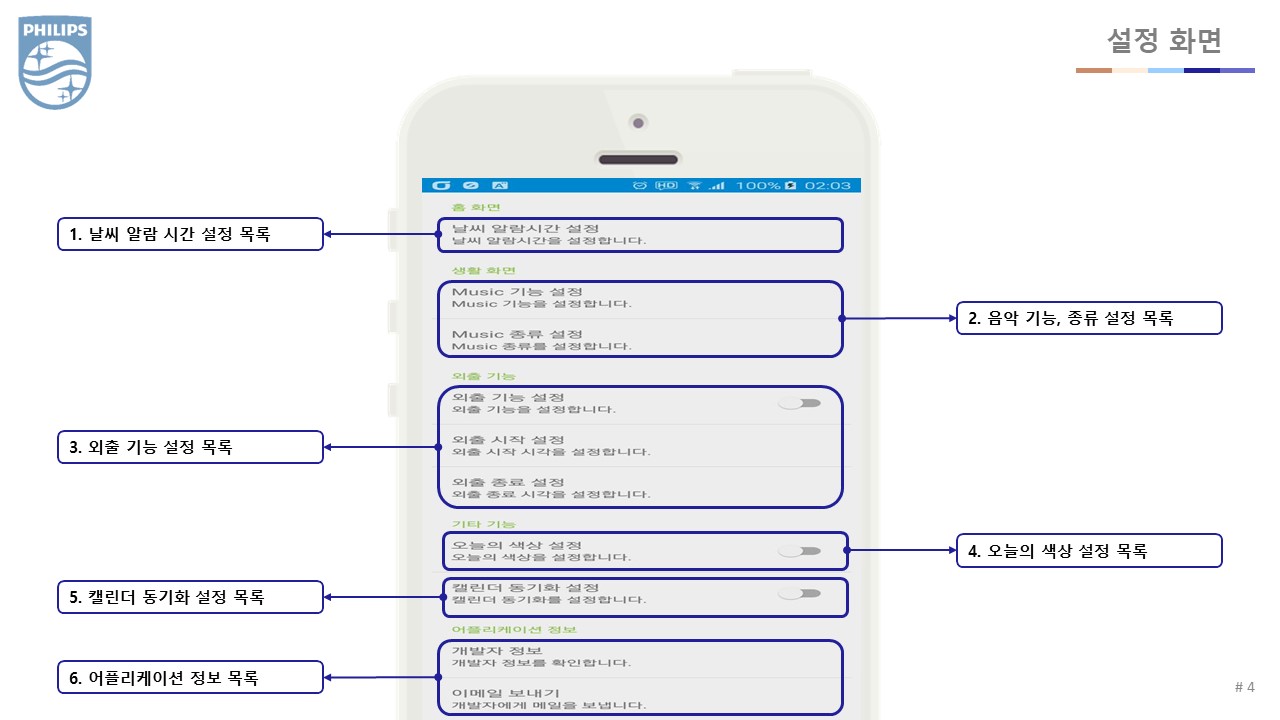 PHILIPS
설정 화면
HD 100% 02:03
홈 화면
1. 날씨 알람 시간 설정 목록
날씨 알람시간 설정
날씨 알람시간을 설정합니다.
생활 화면
Music 기능 설정
Music 기능을 설정합니다.
2. 음악 기능, 종류 설정 목록
Music 종류 설정
Music 종류를 설정합니다.
외출 기능
외출 기능 설정
외출 기능을 설정합니다.
3. 외출 기능 설정 목록
외출 시작 설정
외출 시작 시각을 설정합니다.
외출 종료 설정
외출 종료 시각을 설정합니다.
기타 기능
오늘의 색상 설정
오늘의 색상을 설정합니다.
4. 오늘의 색상 설정 목록
5. 캘린더 동기화 설정 목록
캘린더 동기화 설정
캘린더 동기화를 설정합니다.
어플리케이션 정보
개발자 정보
개발자 정보를 확인합니다.
6. 어플리케이션 정보 목록
이메일 보내기
개발자에게 메일을 보냅니다.
# 4